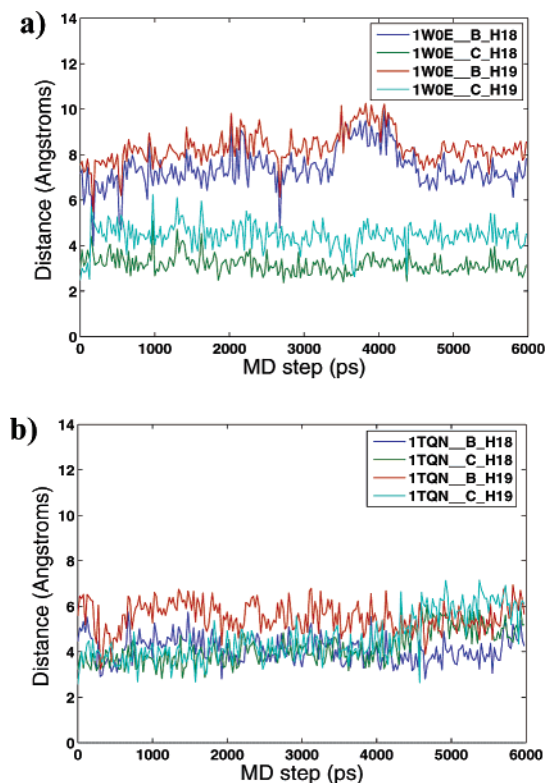 a)
14
12
10
8
6
4
2
0
Distance (Angstroms)
1W0E__B_H18
1W0E__C_H18
1W0E__B_H19
1W0E__C_H19
0 1000 2000 3000 4000 5000 6000
MD step (ps)
b)
14
12
10
8
6
4
2
0
Distance (Angstroms)
1TQN__B_H18
1TQN__C_H18
1TQN__B_H19
1TQN__C_H19
0 1000 2000 3000 4000 5000 6000
MD step (ps)